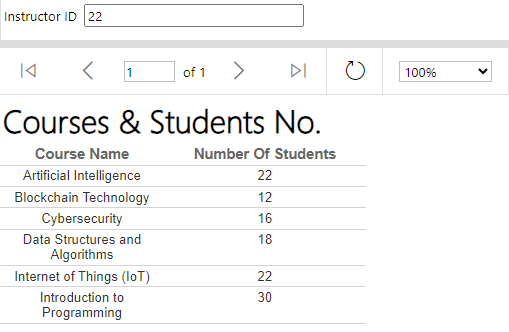 Instructor ID 22
1 of 1 100%
Courses & Students No.
Course Name Number Of Students
Artificial Intelligence 22
Blockchain Technology 12
Cybersecurity 16
Data Structures and 18
Algorithms
Internet of Things (IoT) 22
Introduction to 30
Programming